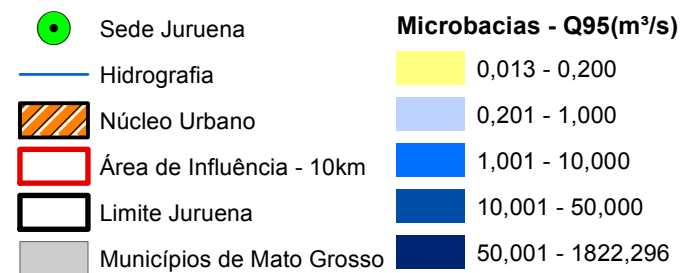 Sede Juruena
Hidrografia
Núcleo Urbano
Área de Influência - 10km
Limite Juruena
Municípios de Mato Grosso
Microbacias - Q95(m³/s)
0,013 - 0,200
0,201 - 1,000
1,001 - 10,000
10,001 - 50,000
50,001 - 1822,296